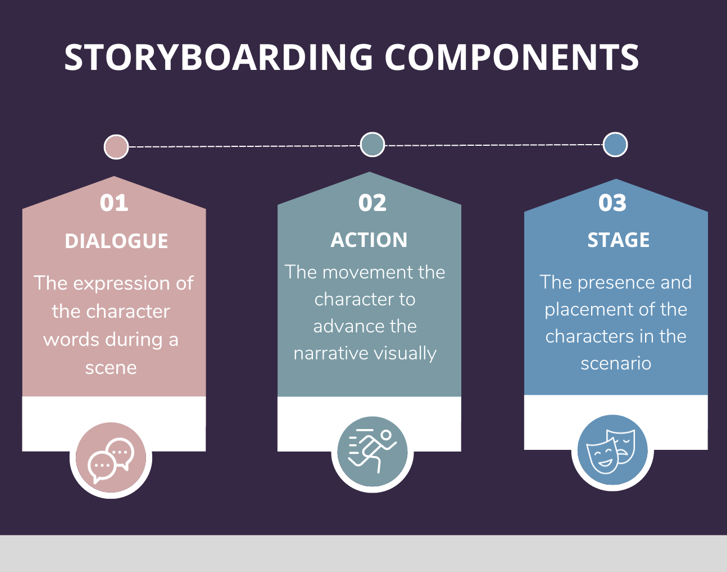 STORYBOARDING COMPONENTS
01
DIALOGUE
The expression of
the character
words during a
scene
02
ACTION
The movement the
character to
advance the
narrative visually
03
STAGE
The presence and
placement of the
characters in the
scenario